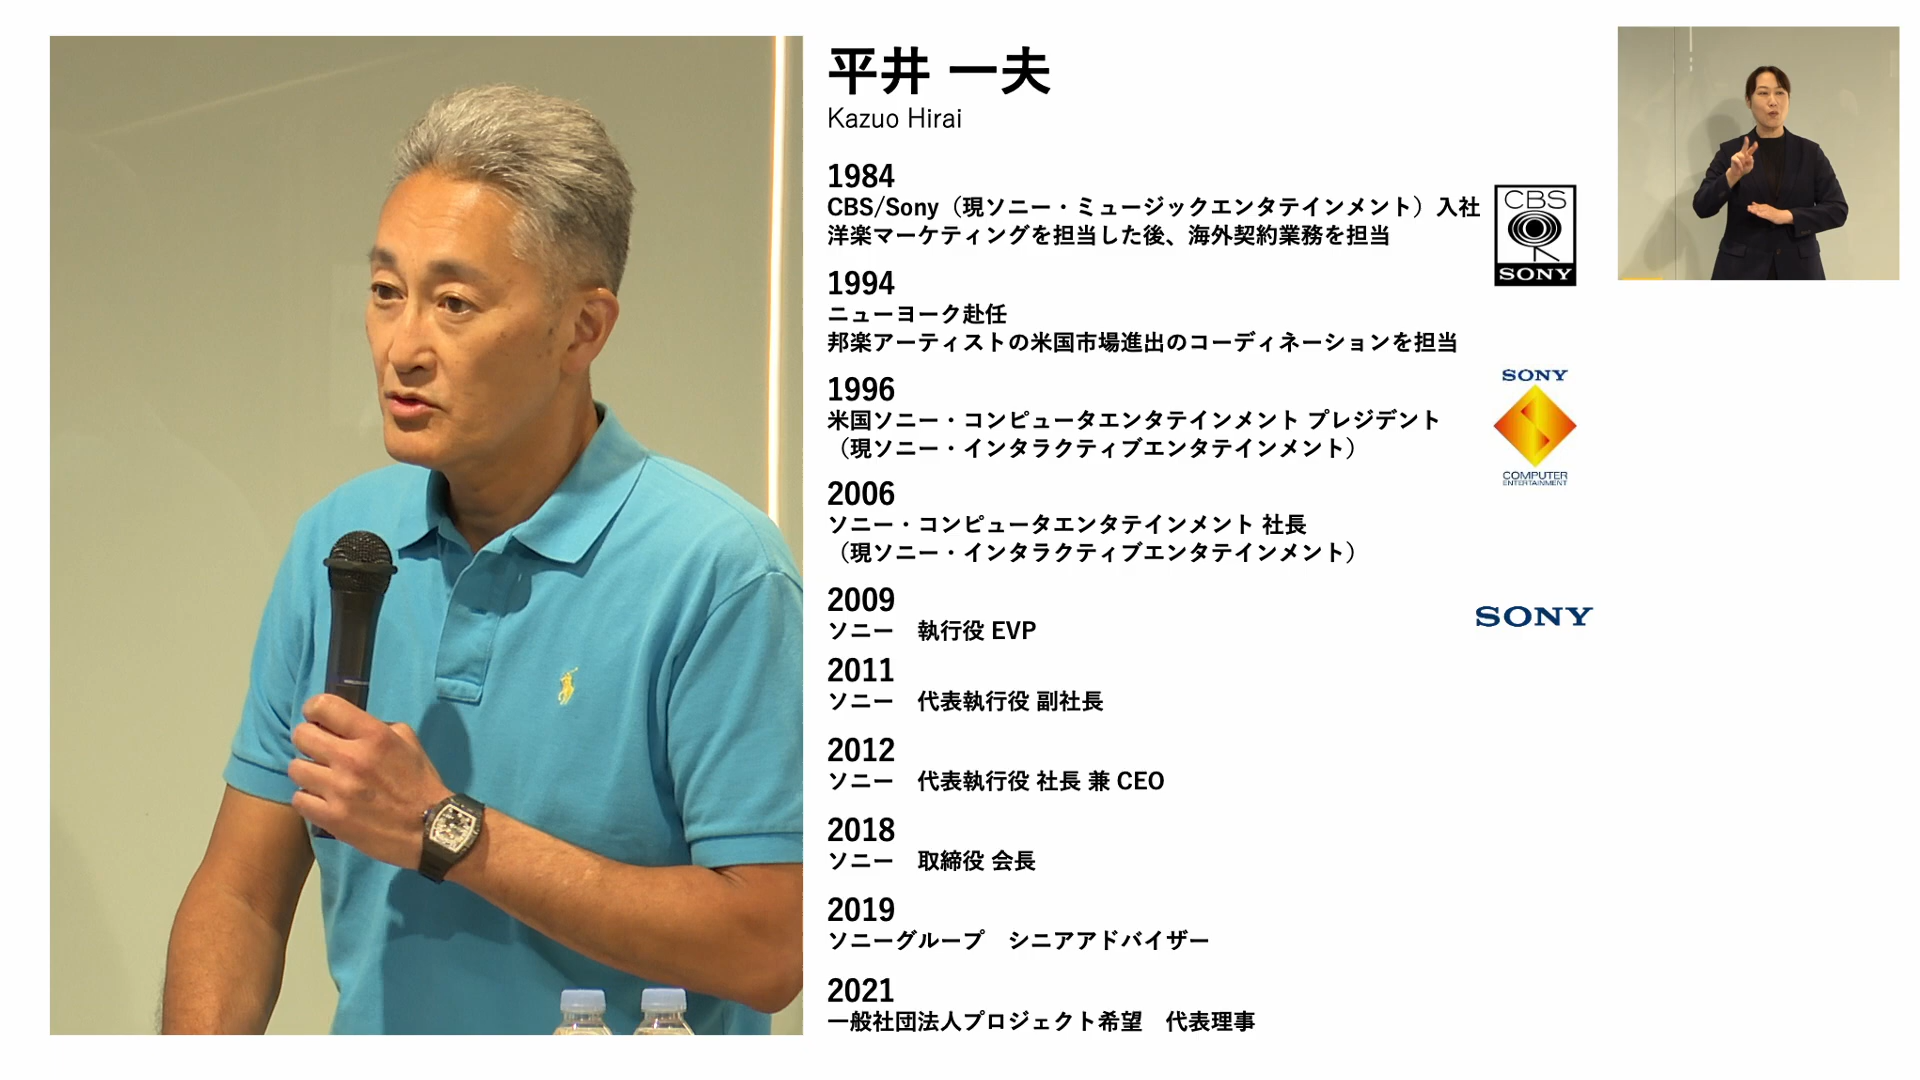 平井 一夫
Kazuo Hirai
1984
CBS/Sony（現ソニー・ミュージックエンタテインメント）入社
洋楽マーケティングを担当した後、海外契約業務を担当
CBS
SONY
1994
ニューヨーク赴任
邦楽アーティストの米国市場進出のコーディネーションを担当
1996
米国ソニー・コンピュータエンタテインメント プレジデント
（現ソニー・インタラクティブエンタテインメント）
SONY
COMPUTER
ENTERTAINMENT
2006
ソニー・コンピュータエンタテインメント 社長
（現ソニー・インタラクティブエンタテインメント）
2009
ソニー　執行役 EVP
SONY
2011
ソニー　代表執行役 副社長
2012
ソニー　代表執行役 社長 兼 CEO
2018
ソニー　取締役 会長
2019
ソニーグループ　シニアアドバイザー
2021
一般社団法人プロジェクト希望　代表理事